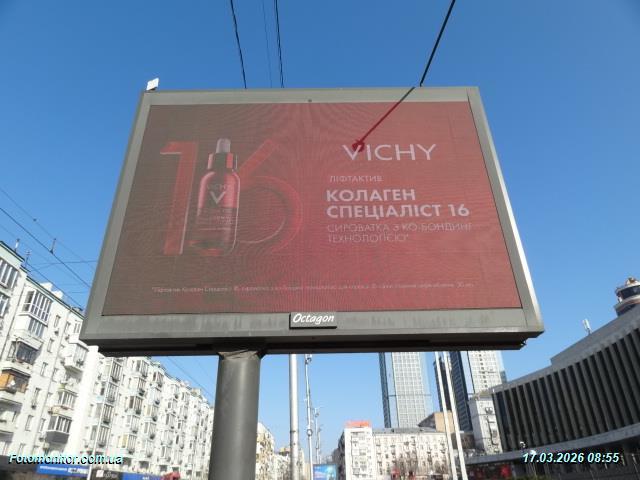 VICHY
ЛІФТАКТИВ
КОЛАГЕН
СПЕЦІАЛІСТ 16
СИРОВАТКА З КО-БОНДИНГ
ТЕХНОЛОГІЄЮ*
16
Octagon
Fotomonitor.com.ua
17.03.2026 08:55